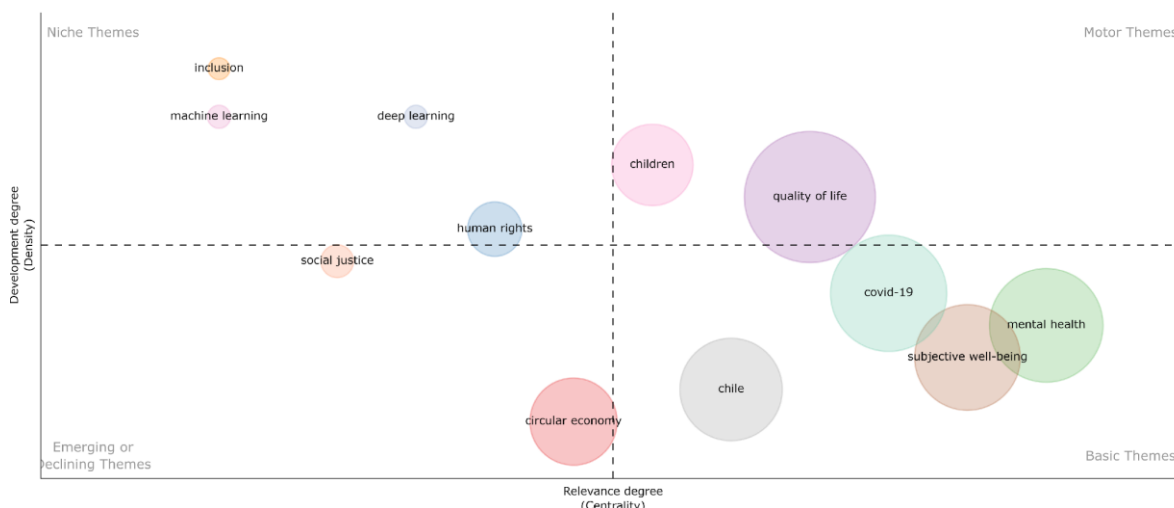 Niche Themes
Motor Themes
inclusion
machine learning
deep learning
children
quality of life
human rights
social justice
covid-19
mental health
subjective well-being
chile
circular economy
Emerging or
Declining Themes
Basic Themes
Development degree
(Density)
Relevance degree
(Centrality)